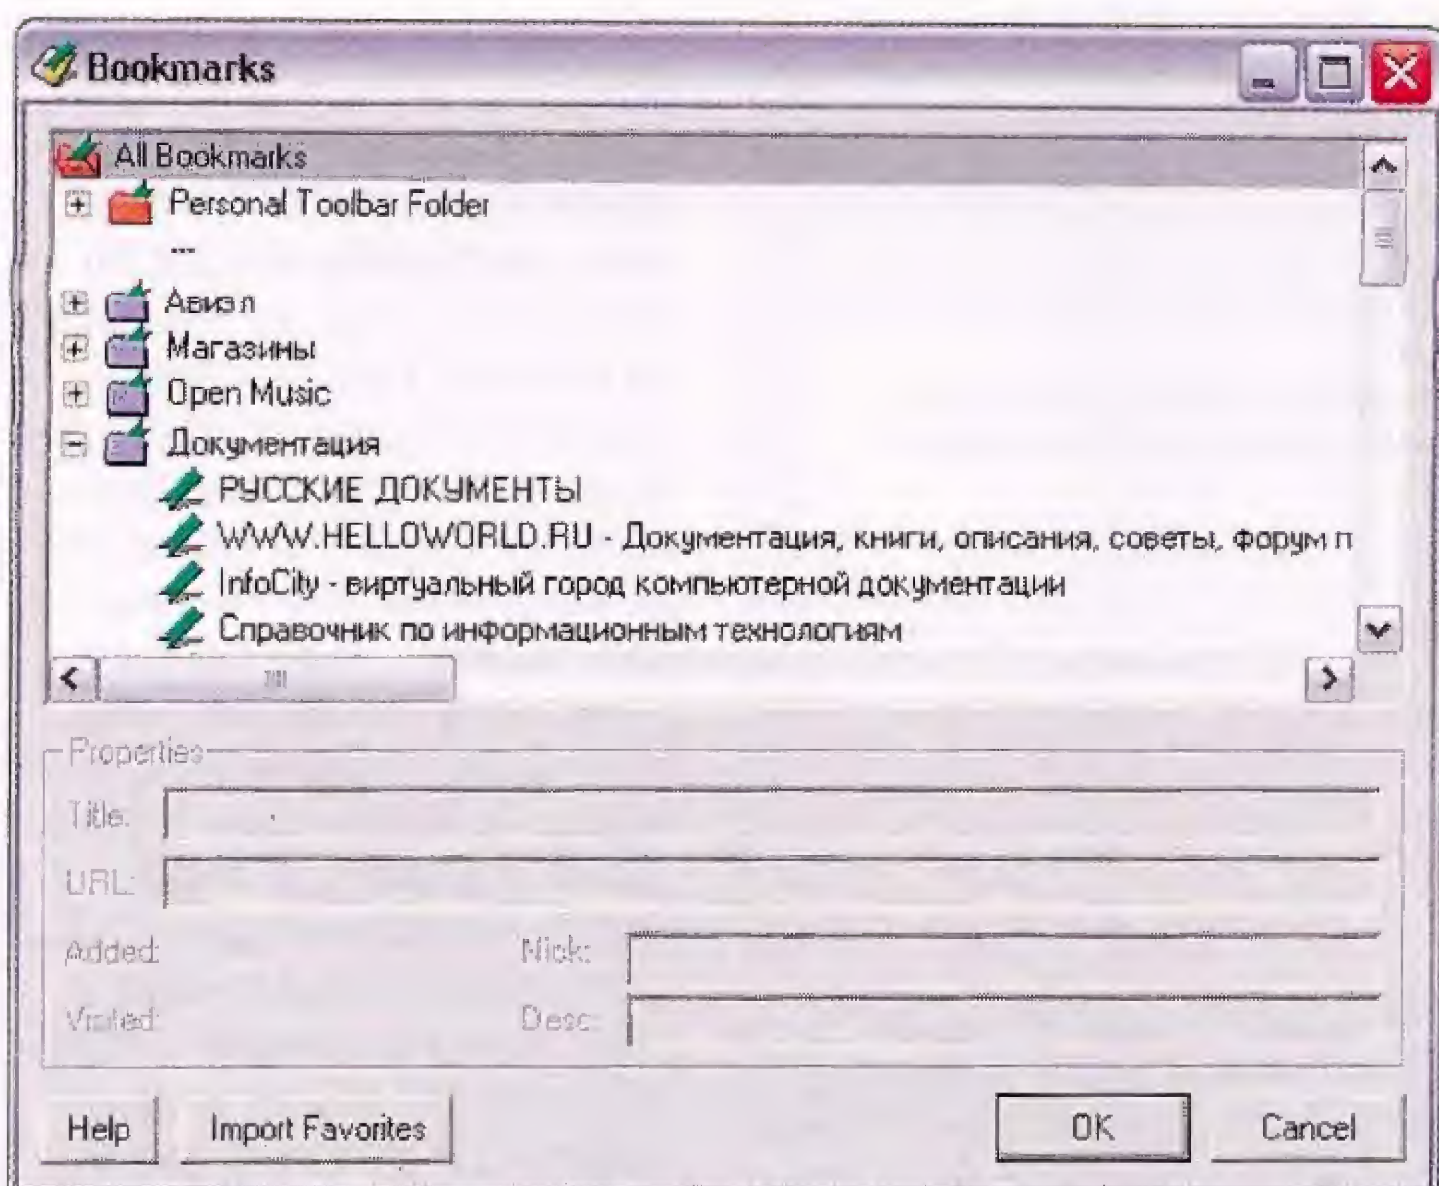 Bookmarks
All Bookmarks
Personal Toolbar Folder
---
Авиэл
Магазины
Open Music
Документация
РУССКИЕ ДОКУМЕНТЫ
WWW.HELLOWORLD.RU - Документация, книги, описания, советы, форум п
InfoCity - виртуальный город компьютерной документации
Справочник по информационным технологиям
Properties
Title:
URL:
Added: Nick:
Visited: Desc:
Help Import Favorites OK Cancel